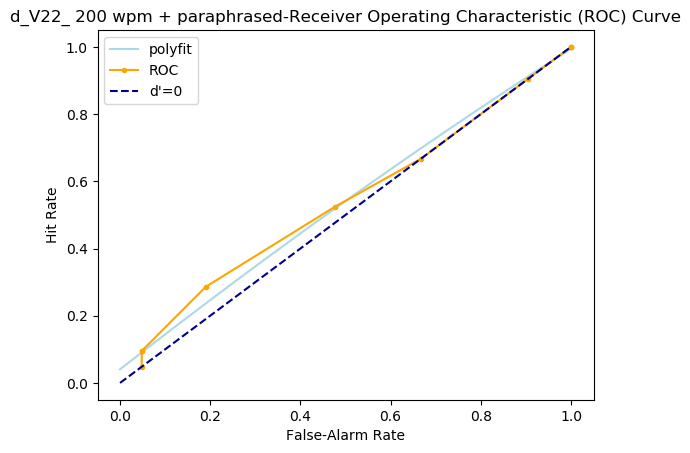 d_V22_ 200 wpm + paraphrased-Receiver Operating Characteristic (ROC) Curve
polyfit
ROC
d'=0
1.0
0.8
0.6
0.4
0.2
0.0
Hit Rate
0.0 0.2 0.4 0.6 0.8 1.0
False-Alarm Rate